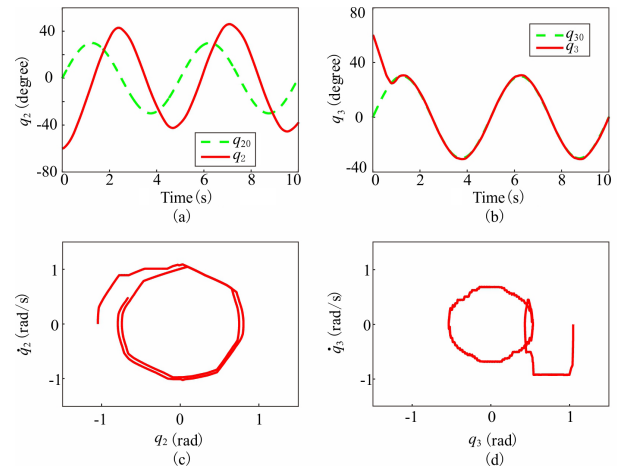 40
0
-40
-80
q₂ (degree)
q₂₀
q₂
0 2 4 6 8 10
Time (s)
(a)
80
40
0
40
q₃ (degree)
q₃₀
q₃
0 2 4 6 8 10
Time (s)
(b)
1
0
-1
q̇₂ (rad/s)
-1 0 1
q₂ (rad)
(c)
1
0
-1
q̇₃ (rad/s)
-1 0 1
q₃ (rad)
(d)